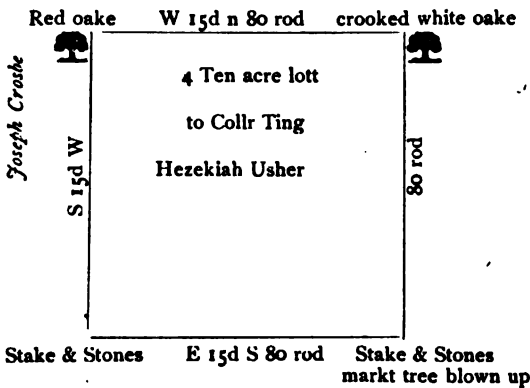 Red oake W 15d n 80 rod crooked white oake
4 Ten acre lott
to Collr Ting
Hezekiah Usher
Joseph Crosbe
S 15d W
80 rod
Stake & Stones E 15d S 80 rod Stake & Stones
markt tree blown up